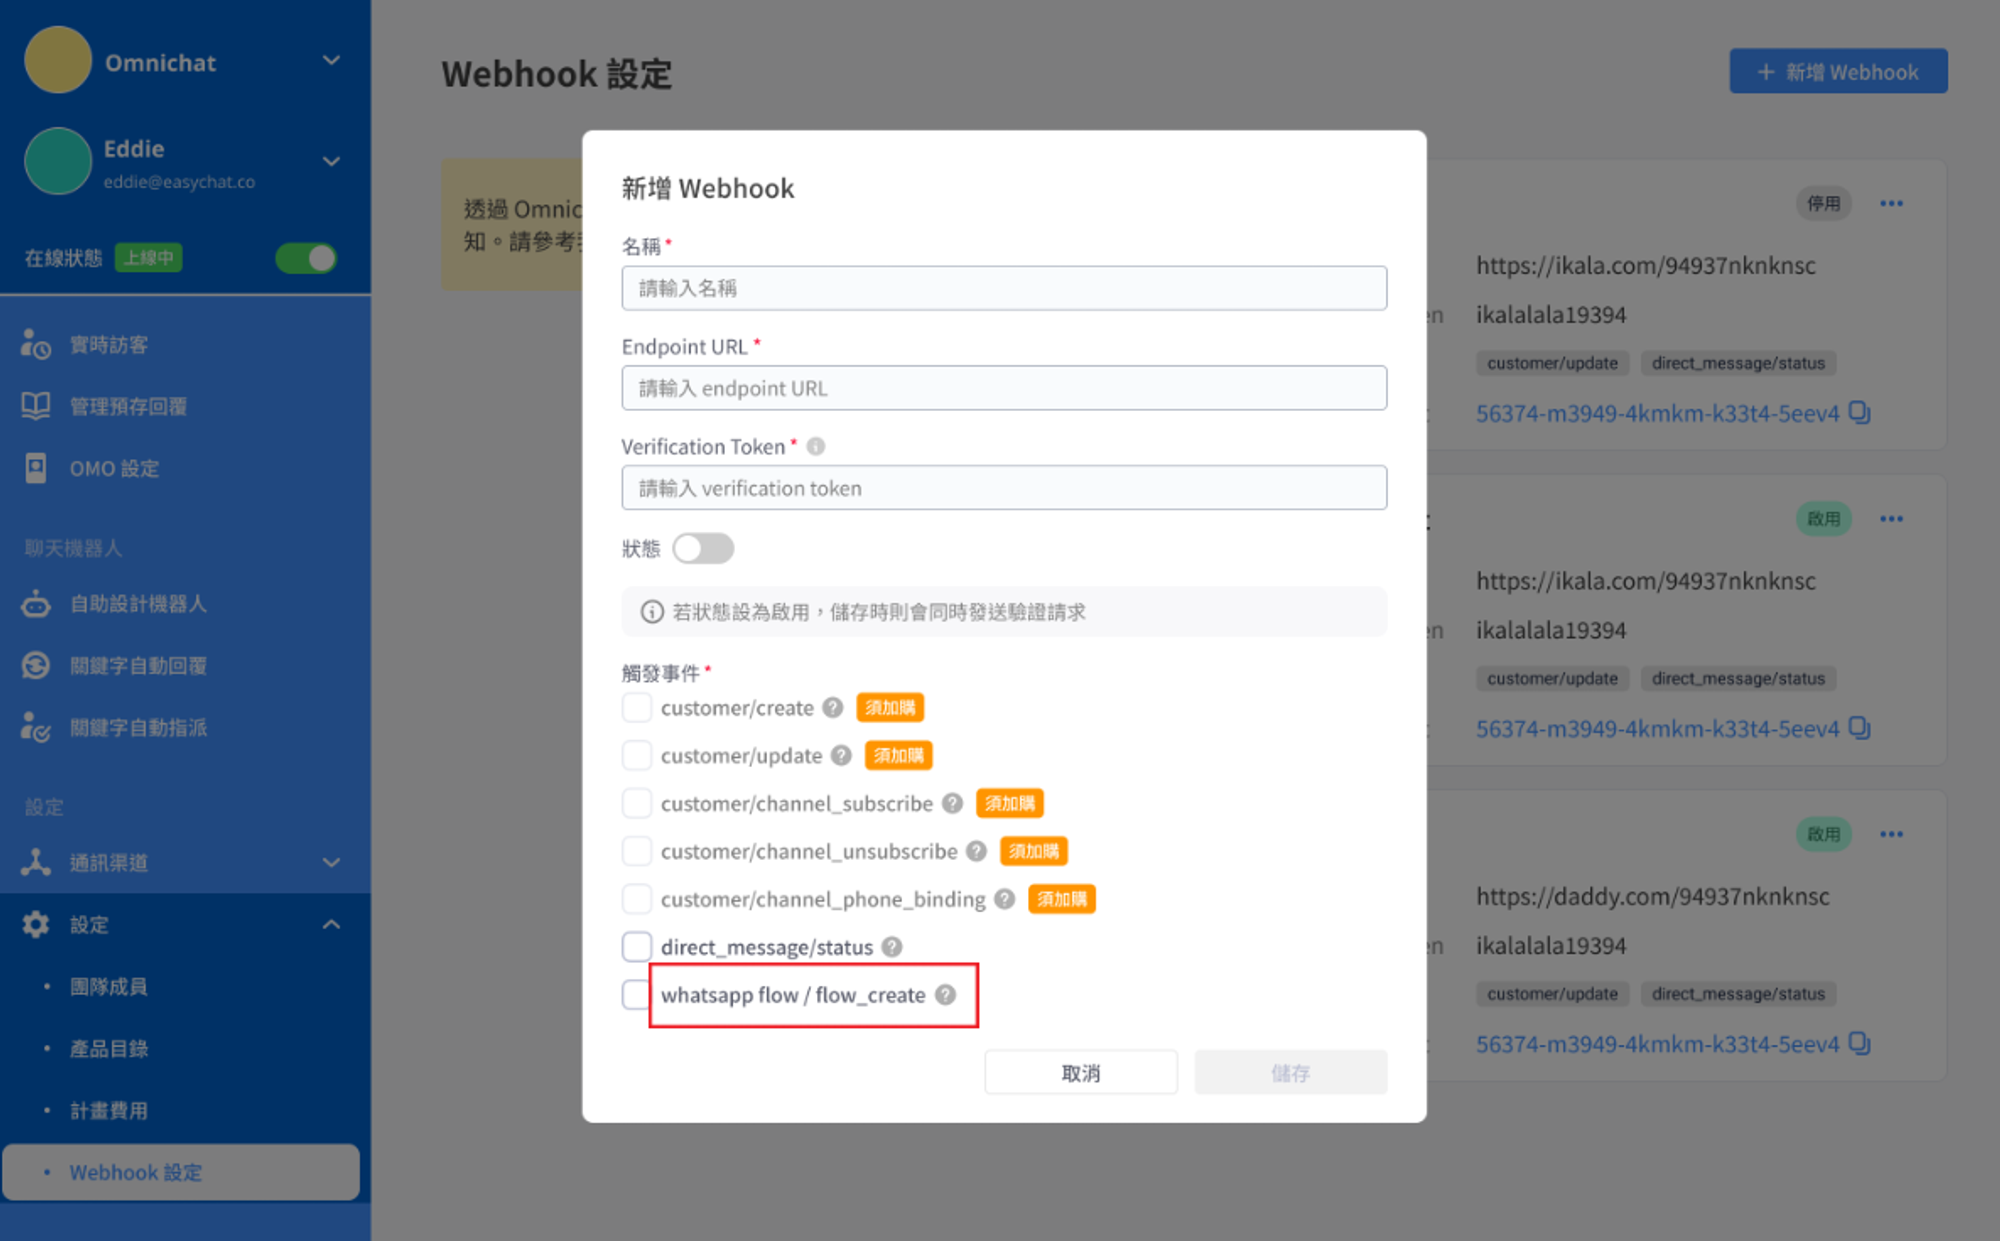 Omnichat
Eddie
eddie@easychat.co
在線狀態 上線中
實時訪客
管理預存回覆
OMO 設定
聊天機器人
自助設計機器人
關鍵字自動回覆
關鍵字自動指派
設定
通訊渠道
設定
團隊成員
產品目錄
計畫費用
Webhook 設定
Webhook 設定
+ 新增 Webhook
透過 Omnic
知。請參考
新增 Webhook
名稱*
請輸入名稱
Endpoint URL *
請輸入 endpoint URL
Verification Token *
請輸入 verification token
狀態
若狀態設為啟用，儲存時則會同時發送驗證請求
觸發事件*
customer/create 須加購
customer/update 須加購
customer/channel_subscribe 須加購
customer/channel_unsubscribe 須加購
customer/channel_phone_binding 須加購
direct_message/status
whatsapp flow / flow_create
取消
儲存
停用
https://ikala.com/94937nknknsc
en ikalalala19394
customer/update direct_message/status
56374-m3949-4kmkm-k33t4-5eev4
啟用
https://ikala.com/94937nknknsc
en ikalalala19394
customer/update direct_message/status
56374-m3949-4kmkm-k33t4-5eev4
啟用
https://daddy.com/94937nknknsc
en ikalalala19394
customer/update direct_message/status
56374-m3949-4kmkm-k33t4-5eev4